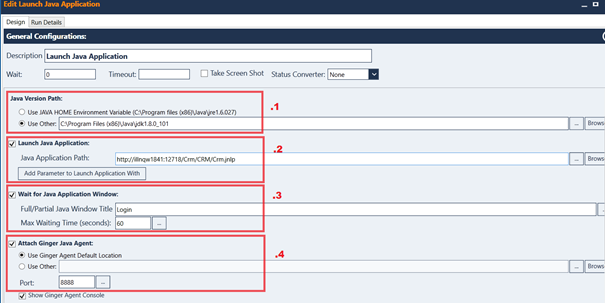 Edit Launch Java Application
Design Run Details
General Configurations:
Description Launch Java Application
Wait: 0 Timeout: Take Screen Shot Status Converter: None
Java Version Path:
Use JAVA HOME Environment Variable (C:\Program files (x86)\Java\jre1.6.027)
.1
Use Other: C:\Program Files (x86)\Java\jdk1.8.0_101 ... Brows
Launch Java Application:
.2
Java Application Path: http://illnqw1841:12718/Crm/CRM/Crm.jnlp ... Brows
Add Parameter to Launch Application With
Wait for Java Application Window:
.3
Full/Partial Java Window Title Login
Max Waiting Time (seconds): 60 ...
Attach Ginger Java Agent:
Use Ginger Agent Default Location
.4
Use Other: ... Brows
Port: 8888 ...
Show Ginger Agent Console